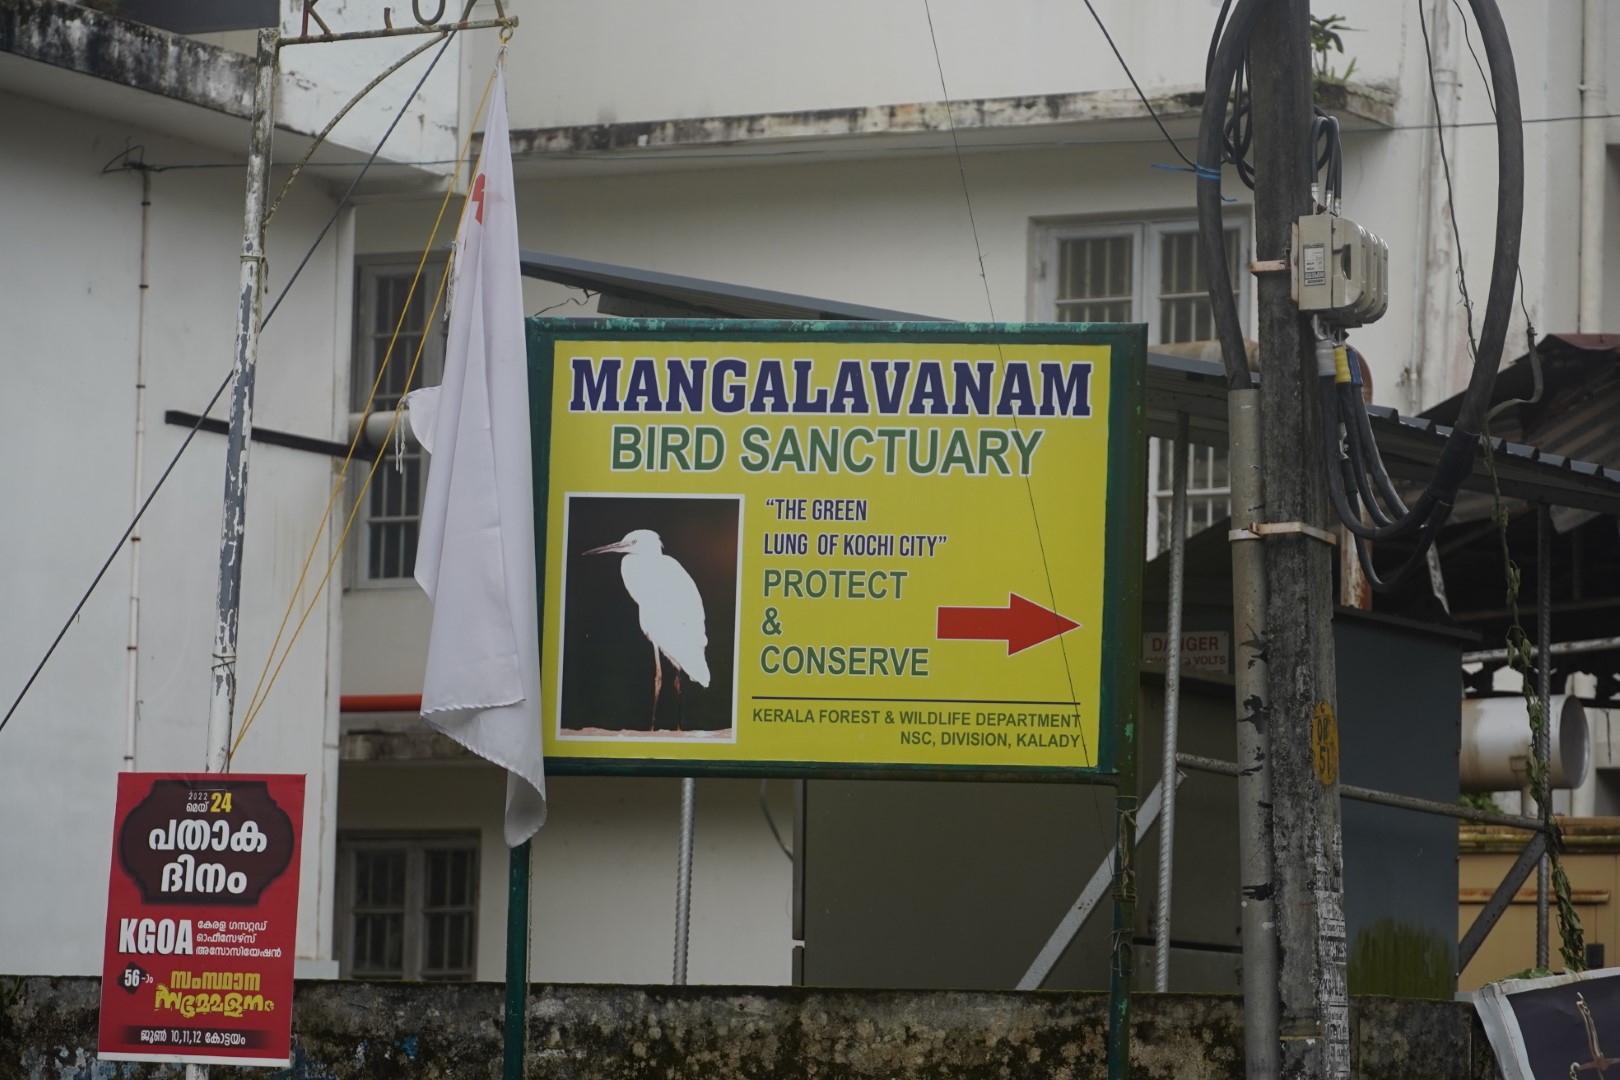 MANGALAVANAM
BIRD SANCTUARY
“THE GREEN
LUNG OF KOCHI CITY”
PROTECT
&
CONSERVE
KERALA FOREST & WILDLIFE DEPARTMENT
NSC, DIVISION, KALADY
DANGER
VOLTS
2022
മെയ് 24
പതാക
ദിനം
KGOA
കേരള ഗസറ്റഡ്
ഓഫീസേഴ്സ്
അസോസിയേഷൻ
56-ാം
സംസ്ഥാന
സമ്മേളനം
ജൂൺ 10,11,12 കോട്ടയം